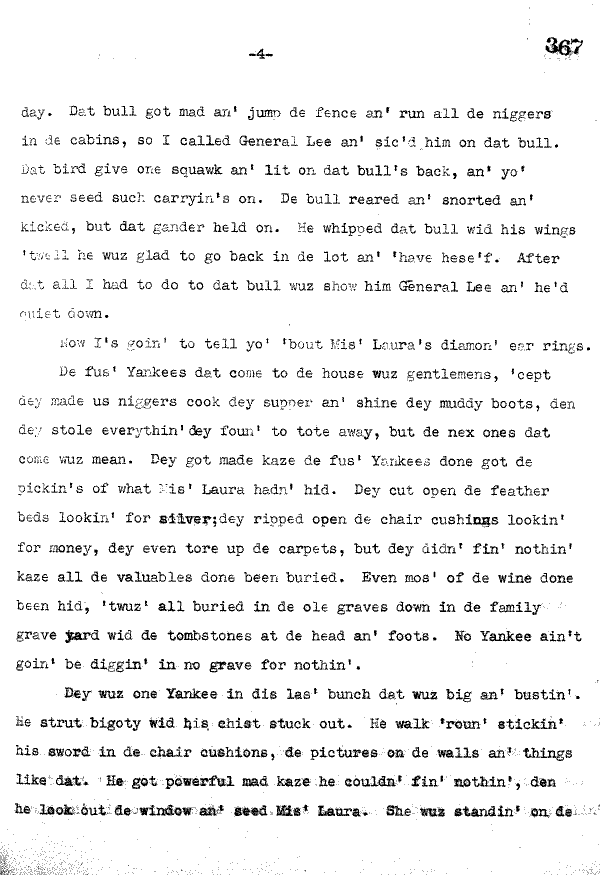 -4-
367
day. Dat bull got mad an' jump de fence an' run all de niggers
in de cabins, so I called General Lee an' sic'd him on dat bull.
Dat bird give one squawk an' lit on dat bull's back, an' yo'
never seed such carryin's on. De bull reared an' snorted an'
kicked, but dat gander held on. He whipped dat bull wid his wings
'twell he wuz glad to go back in de lot an' 'have hese'f. After
dat all I had to do to dat bull wuz show him General Lee an' he'd
quiet down.
Now I's goin' to tell yo' 'bout Mis' Laura's diamon' ear rings.
De fus' Yankees dat come to de house wuz gentlemens, 'cept
dey made us niggers cook dey supper an' shine dey muddy boots, den
dey stole everythin' dey foun' to tote away, but de nex ones dat
come wuz mean. Dey got made kaze de fus' Yankees done got de
pickin's of what Mis' Laura hadn' hid. Dey cut open de feather
beds lookin' for silver; dey ripped open de chair cushings lookin'
for money, dey even tore up de carpets, but dey didn' fin' nothin'
kaze all de valuables done been buried. Even mos' of de wine done
been hid, 'twuz' all buried in de ole graves down in de family
grave yard wid de tombstones at de head an' foots. No Yankee ain't
goin' be diggin' in no grave for nothin'.
Dey wuz one Yankee in dis las' bunch dat wuz big an' bustin'.
He strut bigoty wid his chist stuck out. He walk 'roun' stickin'
his sword in de chair cushions, de pictures on de walls an' things
like dat. He got powerful mad kaze he couldn' fin' nothin', den
he look out de window an' seed Mis' Laura. She wuz standin' on de